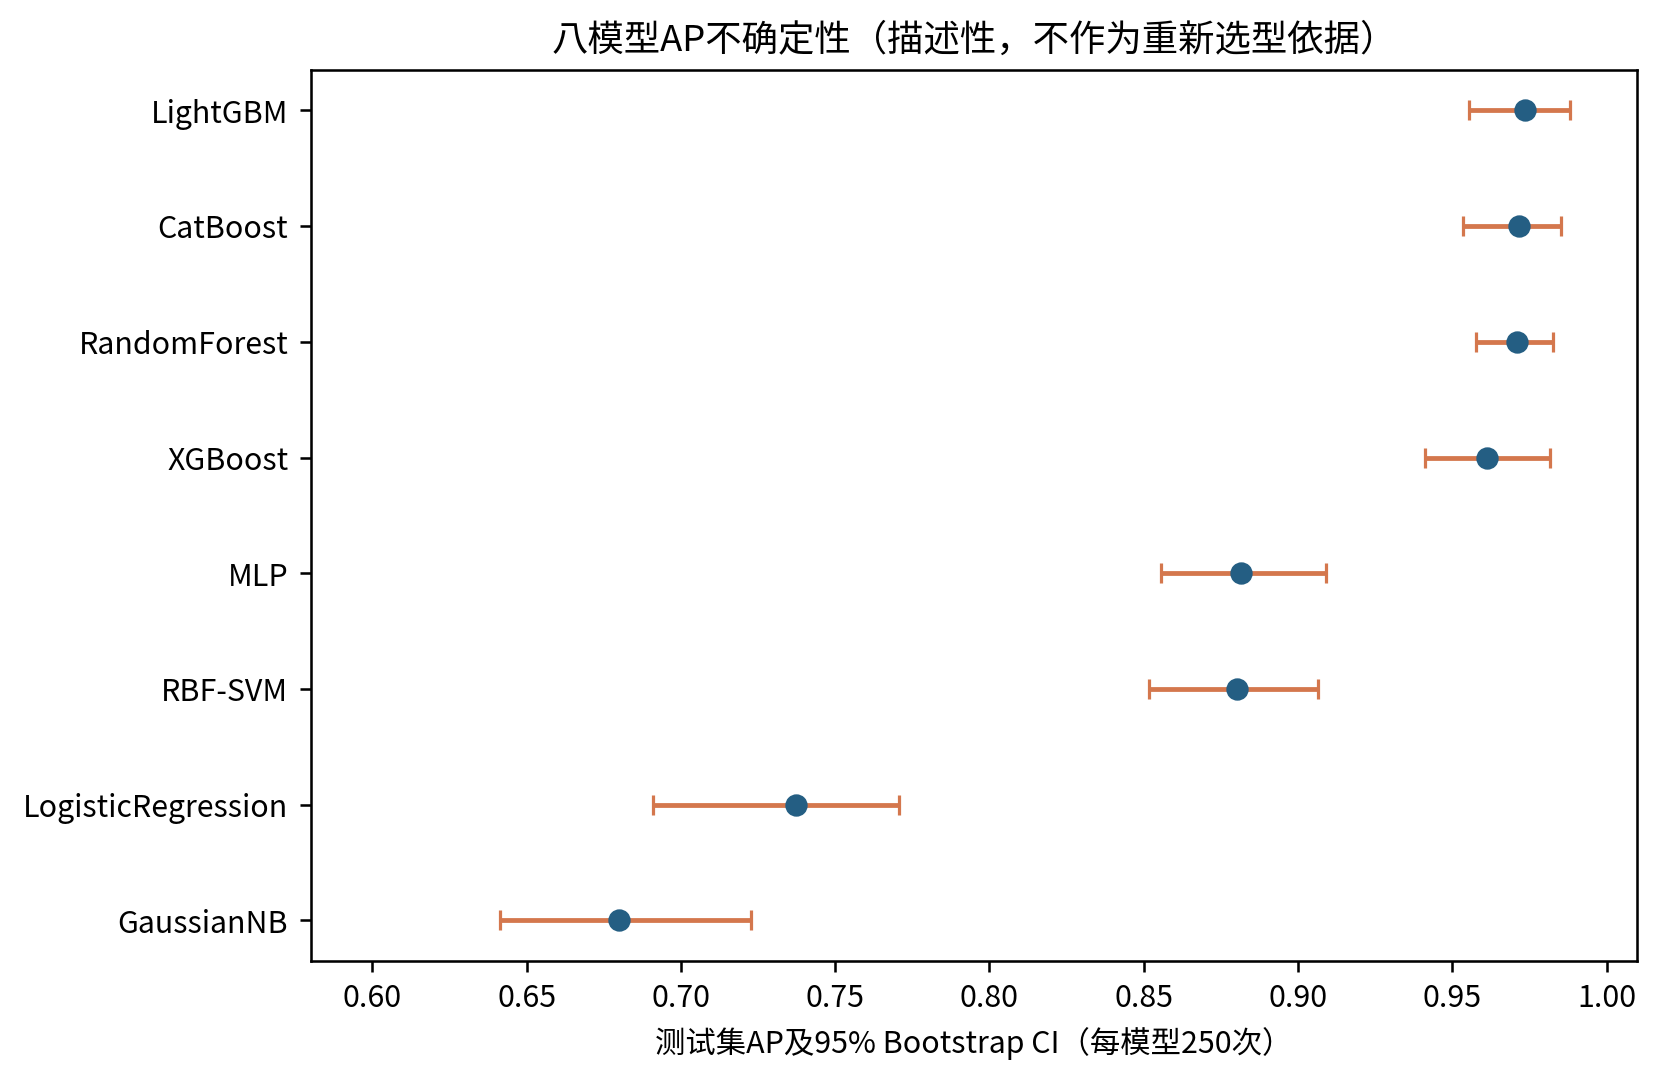 八模型AP不确定性（描述性，不作为重新选型依据）
LightGBM
CatBoost
RandomForest
XGBoost
MLP
RBF-SVM
LogisticRegression
GaussianNB
0.60 0.65 0.70 0.75 0.80 0.85 0.90 0.95 1.00
测试集AP及95% Bootstrap CI（每模型250次）